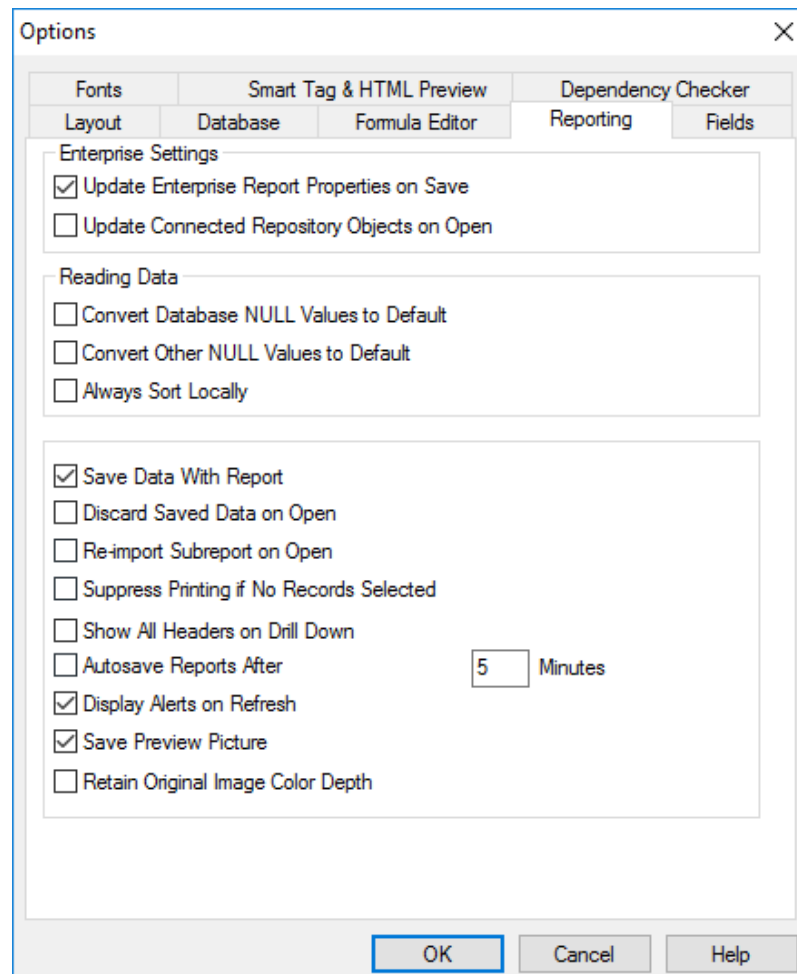 Options
Fonts
Smart Tag & HTML Preview
Dependency Checker
Layout
Database
Formula Editor
Reporting
Fields
Enterprise Settings
Update Enterprise Report Properties on Save
Update Connected Repository Objects on Open
Reading Data
Convert Database NULL Values to Default
Convert Other NULL Values to Default
Always Sort Locally
Save Data With Report
Discard Saved Data on Open
Re-import Subreport on Open
Suppress Printing if No Records Selected
Show All Headers on Drill Down
Autosave Reports After 5 Minutes
Display Alerts on Refresh
Save Preview Picture
Retain Original Image Color Depth
OK
Cancel
Help